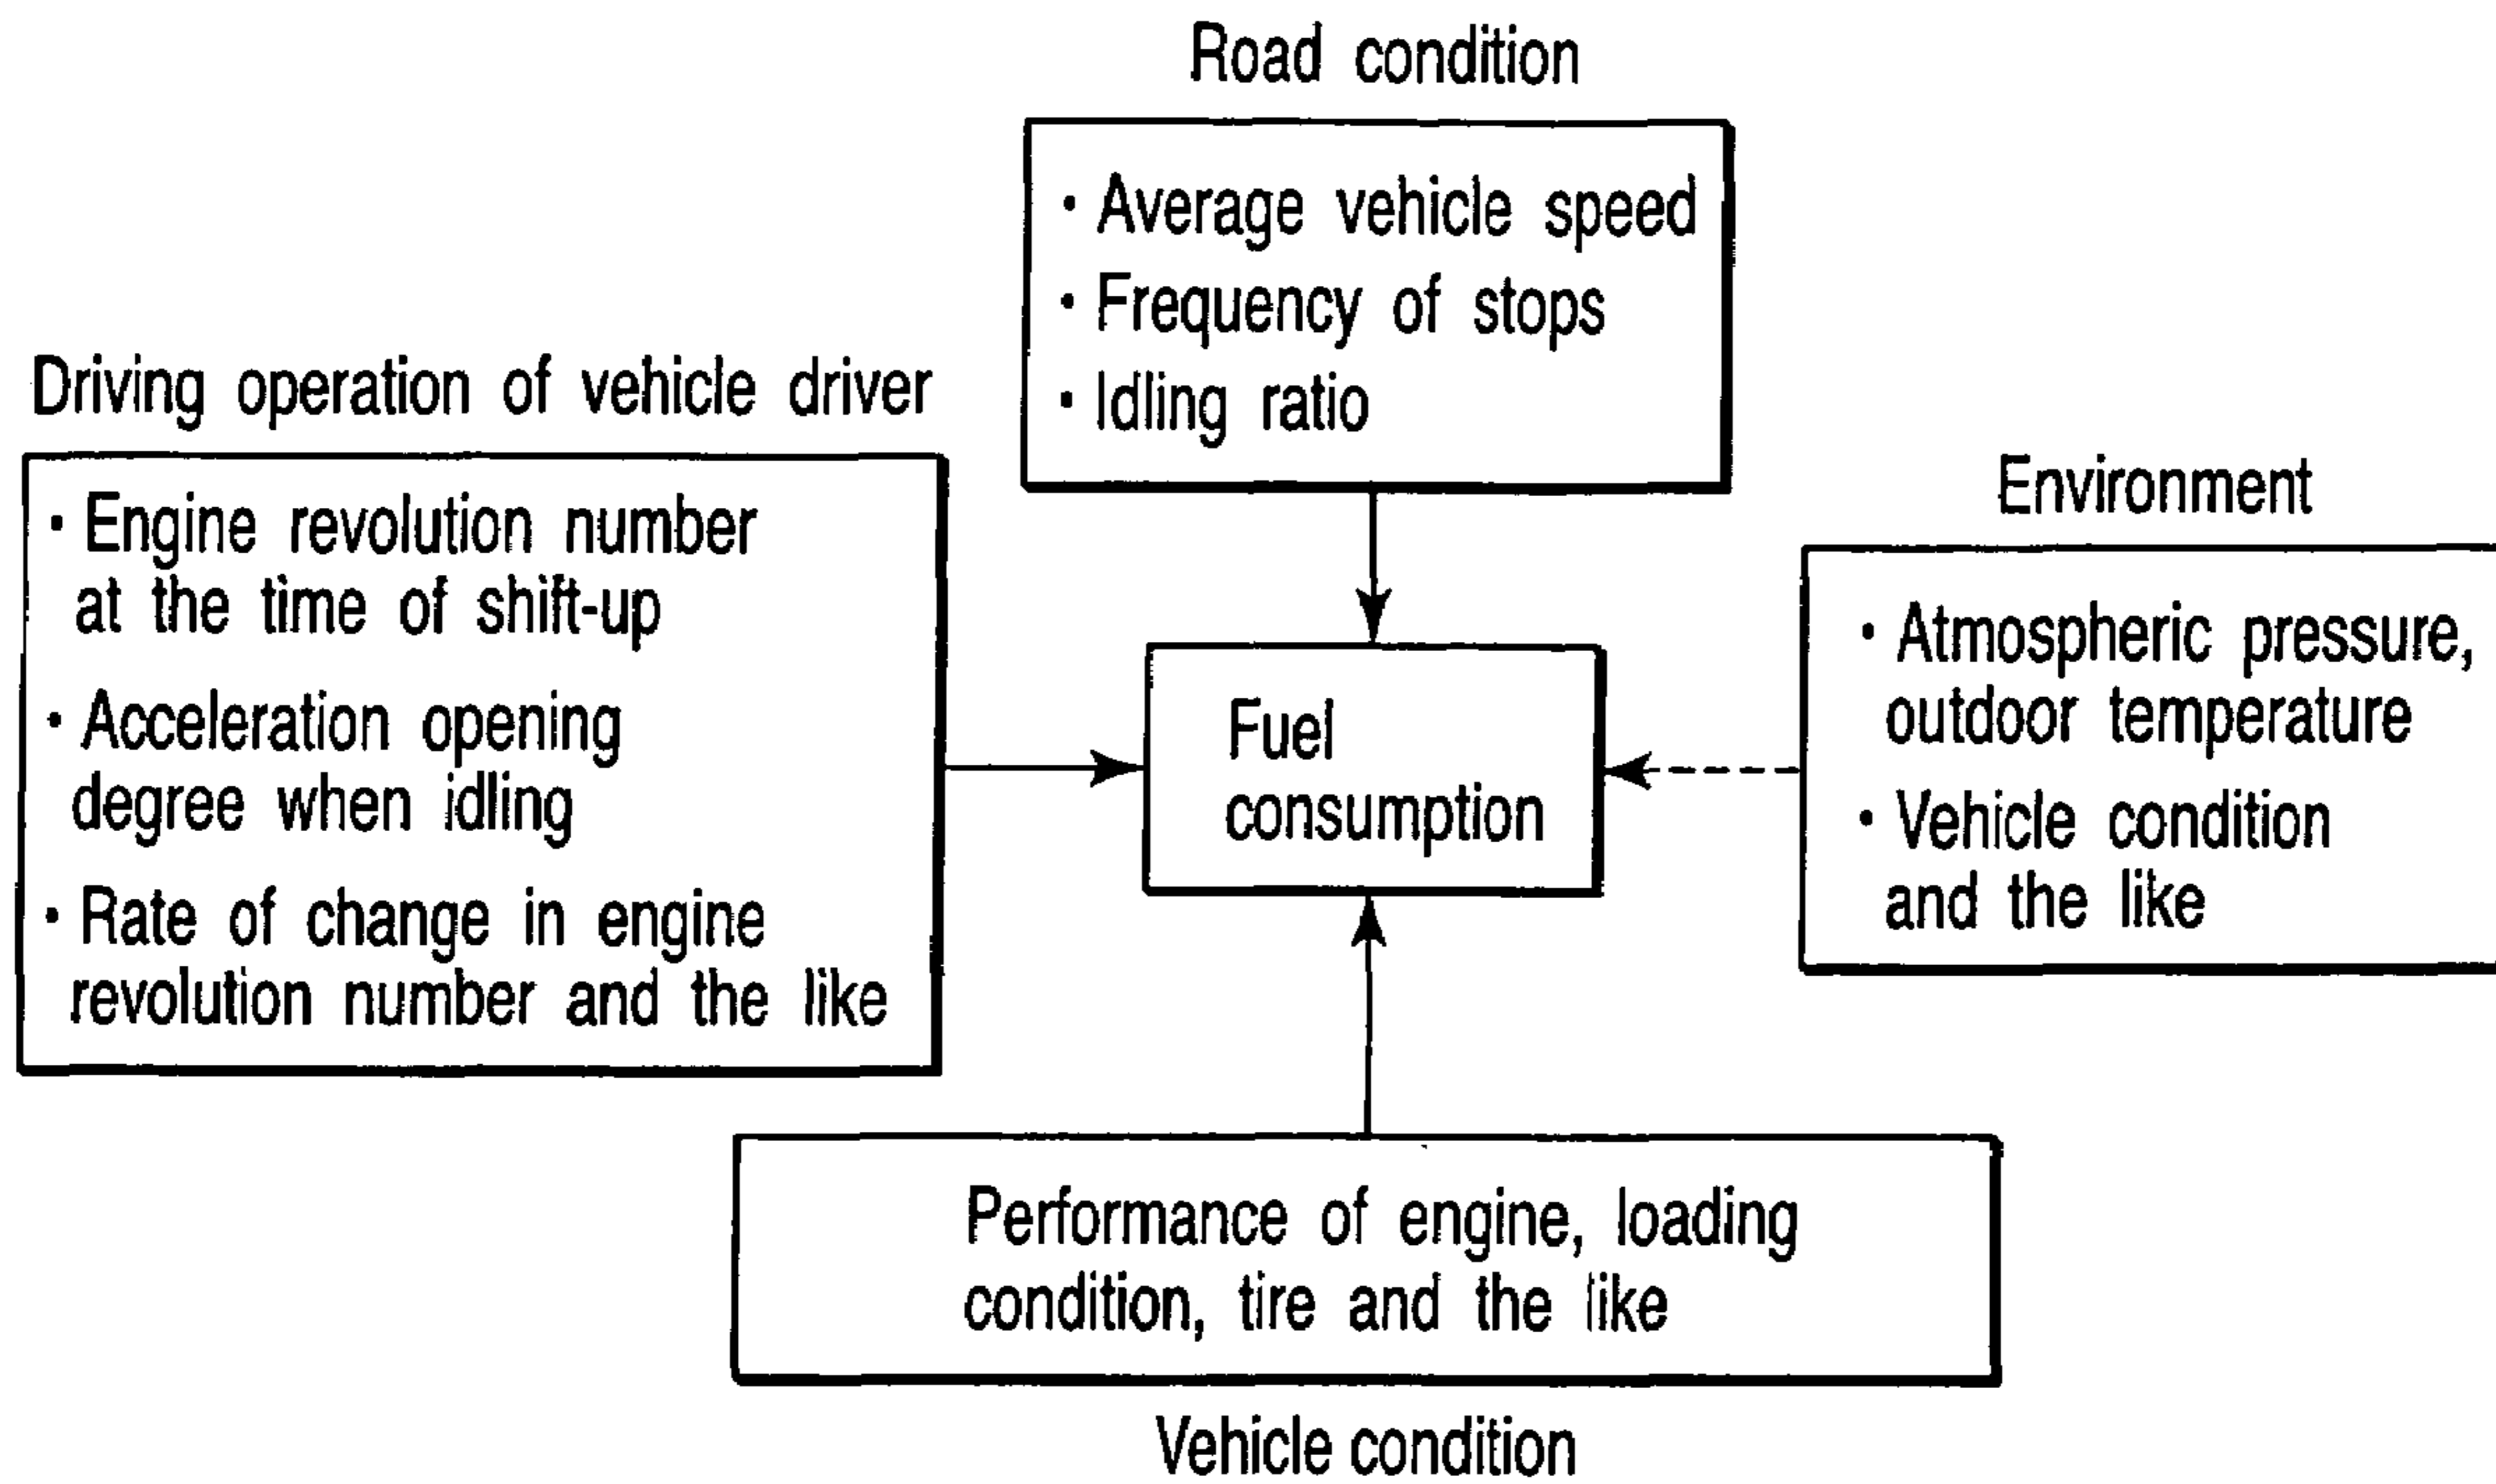 Road condition
· Average vehicle speed
· Frequency of stops
· Idling ratio
Driving operation of vehicle driver
· Engine revolution number
at the time of shift-up
· Acceleration opening
degree when idling
· Rate of change in engine
revolution number and the like
Fuel
consumption
Environment
· Atmospheric pressure,
outdoor temperature
· Vehicle condition
and the like
Performance of engine, loading
condition, tire and the like
Vehicle condition